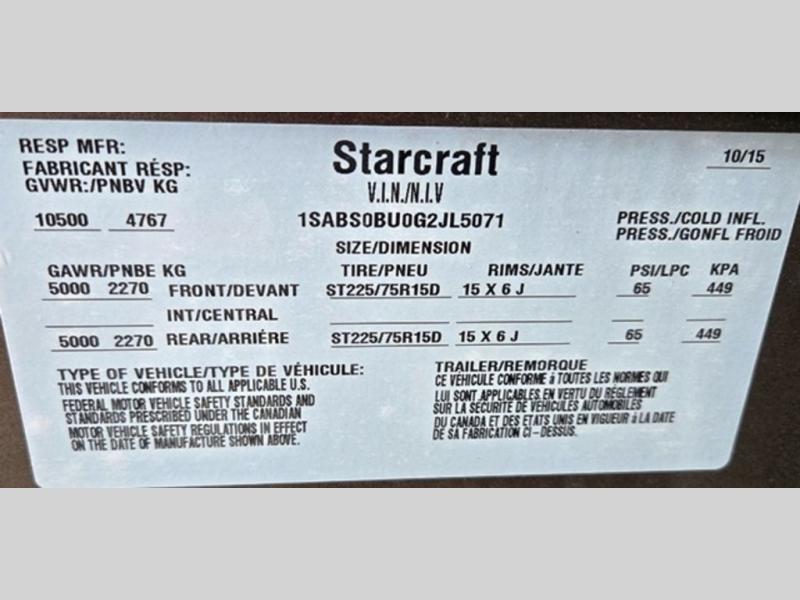 RESP MFR:
Starcraft
10/15
FABRICANT RÉSP:
GVWR:/PNBV KG
V.I.N./N.I.V
10500 4767
1SABS0BU0G2JL5071
PRESS./COLD INFL.
PRESS./GONFL FROID
SIZE/DIMENSION
GAWR/PNBE KG TIRE/PNEU RIMS/JANTE PSI/LPC KPA
5000 2270 FRONT/DEVANT ST225/75R15D 15 X 6 J 65 449
INT/CENTRAL
5000 2270 REAR/ARRIÉRE ST225/75R15D 15 X 6 J 65 449
TYPE OF VEHICLE/TYPE DE VÉHICULE:
THIS VEHICLE CONFORMS TO ALL APPLICABLE U.S.
FEDERAL MOTOR VEHICLE SAFETY STANDARDS AND
STANDARDS PRESCRIBED UNDER THE CANADIAN
MOTOR VEHICLE SAFETY REGULATIONS IN EFFECT
ON THE DATE OF MANUFACTURE SHOWN ABOVE.
TRAILER/REMORQUE
CE VÉHICULE CONFORME à TOUTES LES NORMES QUI
LUI SONT APPLICABLES EN VERTU DU RÉGLEMENT
SUR LA SÉCURITÉ DE VÉHICULES AUTOMOBILES
DU CANADA ET DES ETATS UNIS EN VIGUEUR à LA DATE
DE SA FABRICATION CI-DESSUS.